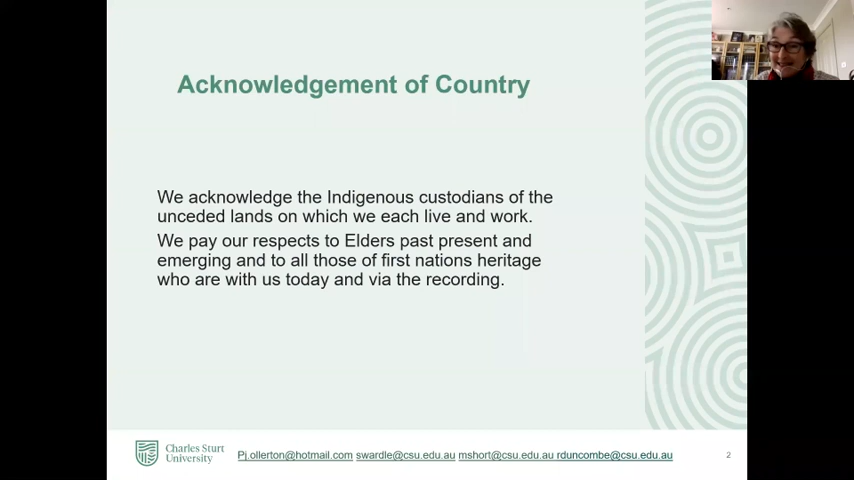 Acknowledgement of Country
We acknowledge the Indigenous custodians of the
unceded lands on which we each live and work.
We pay our respects to Elders past present and
emerging and to all those of first nations heritage
who are with us today and via the recording.
Charles Sturt
University
Pj.ollerton@hotmail.com swardle@csu.edu.au mshort@csu.edu.au rduncombe@csu.edu.au
2